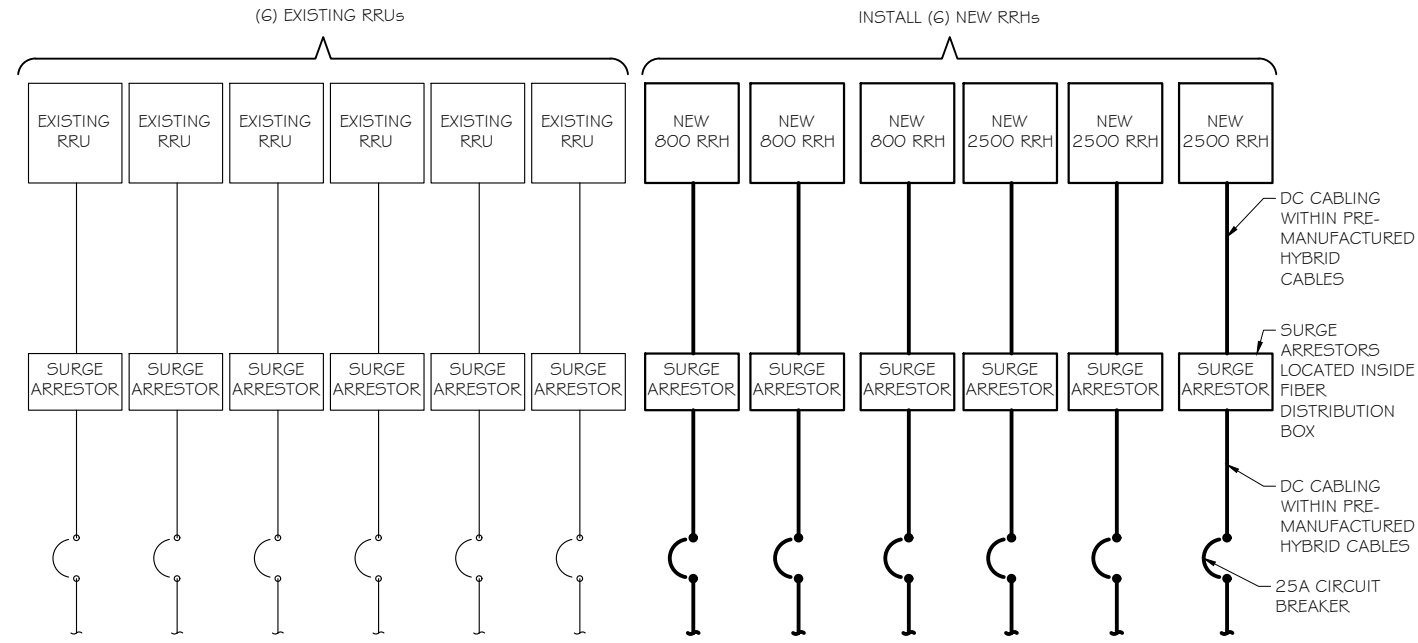 (6) EXISTING RRUs
INSTALL (6) NEW RRHs
EXISTING
RRU
EXISTING
RRU
EXISTING
RRU
EXISTING
RRU
EXISTING
RRU
EXISTING
RRU
NEW
800 RRH
NEW
800 RRH
NEW
800 RRH
NEW
2500 RRH
NEW
2500 RRH
NEW
2500 RRH
DC CABLING
WITHIN PRE-
MANUFACTURED
HYBRID
CABLES
SURGE
ARRESTOR
SURGE
ARRESTOR
SURGE
ARRESTOR
SURGE
ARRESTOR
SURGE
ARRESTOR
SURGE
ARRESTOR
SURGE
ARRESTOR
SURGE
ARRESTOR
SURGE
ARRESTOR
SURGE
ARRESTOR
SURGE
ARRESTOR
SURGE
ARRESTOR
SURGE
ARRESTORS
LOCATED INSIDE
FIBER
DISTRIBUTION
BOX
DC CABLING
WITHIN PRE-
MANUFACTURED
HYBRID CABLES
25A CIRCUIT
BREAKER